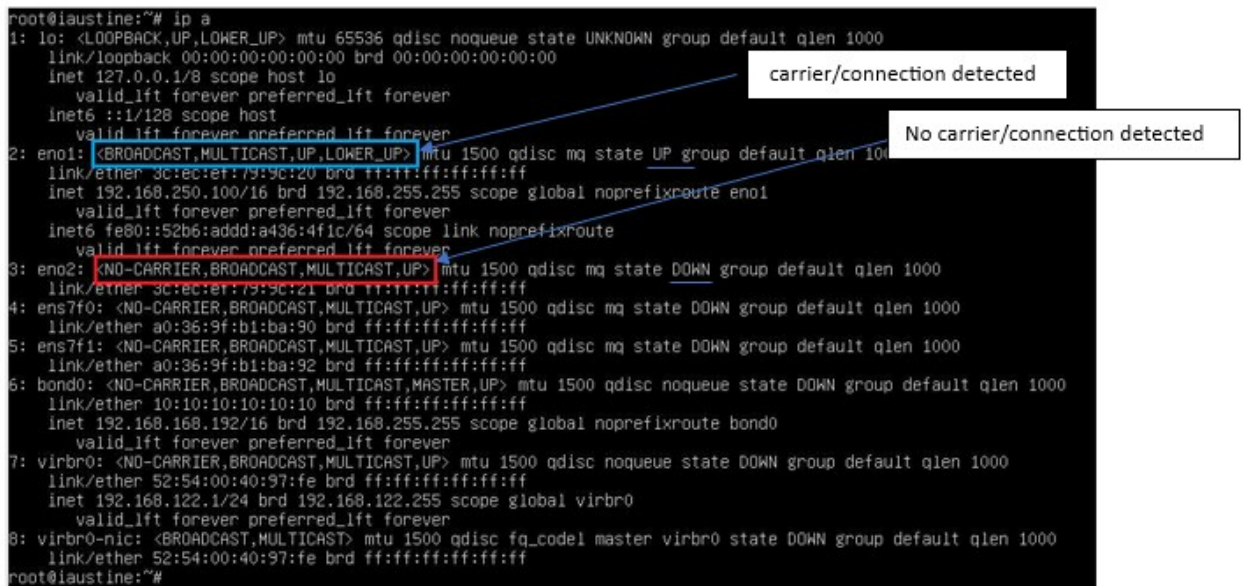 root@iaustine:~# ip a
1: lo: <LOOPBACK,UP,LOWER_UP> mtu 65536 qdisc noqueue state UNKNOWN group default qlen 1000
link/loopback 00:00:00:00:00:00 brd 00:00:00:00:00:00
inet 127.0.0.1/8 scope host lo
valid_lft forever preferred_lft forever
inet6 ::1/128 scope host
valid_lft forever preferred_lft forever
carrier/connection detected
No carrier/connection detected
2: eno1: <BROADCAST,MULTICAST,UP,LOWER_UP> mtu 1500 qdisc mq state UP group default qlen
link/ether 3c:ec:ef:79:9c:20 brd ff:ff:ff:ff:ff:ff
inet 192.168.250.100/16 brd 192.168.255.255 scope global noprefixroute eno1
valid_lft forever preferred_lft forever
inet6 fe80::52b6:addd:a436:4f1c/64 scope link noprefixroute
valid_lft forever preferred_lft forever
3: eno2: <NO-CARRIER,BROADCAST,MULTICAST,UP> mtu 1500 qdisc mq state DOWN group default qlen 1000
link/ether 3c:ec:ef:79:9c:21 brd ff:ff:ff:ff:ff:ff
4: ens7f0: <NO-CARRIER,BROADCAST,MULTICAST,UP> mtu 1500 qdisc mq state DOWN group default qlen 1000
link/ether a0:36:9f:b1:ba:90 brd ff:ff:ff:ff:ff:ff
5: ens7f1: <NO-CARRIER,BROADCAST,MULTICAST,UP> mtu 1500 qdisc mq state DOWN group default qlen 1000
link/ether a0:36:9f:b1:ba:92 brd ff:ff:ff:ff:ff:ff
6: bond0: <NO-CARRIER,BROADCAST,MULTICAST,MASTER,UP> mtu 1500 qdisc noqueue state DOWN group default qlen 1000
link/ether 10:10:10:10:10:10 brd ff:ff:ff:ff:ff:ff
inet 192.168.168.192/16 brd 192.168.255.255 scope global noprefixroute bond0
valid_lft forever preferred_lft forever
7: virbr0: <NO-CARRIER,BROADCAST,MULTICAST,UP> mtu 1500 qdisc noqueue state DOWN group default qlen 1000
link/ether 52:54:00:40:97:fe brd ff:ff:ff:ff:ff:ff
inet 192.168.122.1/24 brd 192.168.122.255 scope global virbr0
valid_lft forever preferred_lft forever
8: virbr0-nic: <BROADCAST,MULTICAST> mtu 1500 qdisc fq_codel master virbr0 state DOWN group default qlen 1000
link/ether 52:54:00:40:97:fe brd ff:ff:ff:ff:ff:ff
root@iaustine:~#